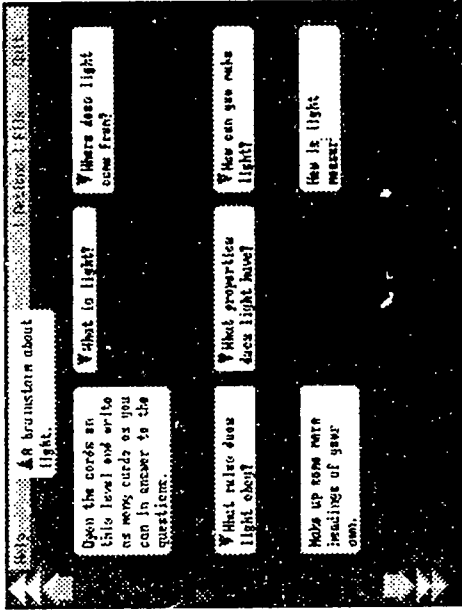 Help | Options | File | Quit
▲A brainstorm about
light.
Open the cards on
this level and write
as many cards as you
can in answer to the
questions.
▼What is light?
▼Where does light
come from?
▼What rules does
light obey?
▼What properties
does light have?
▼How can you make
light?
Make up some more
headings of your
own.
How is light